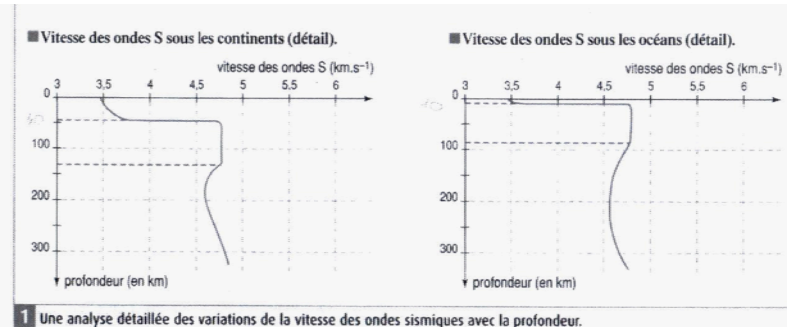 ■ Vitesse des ondes S sous les continents (détail).
vitesse des ondes S (km.s⁻¹)
3 3,5 4 4,5 5 5,5 6
0
100
200
300
profondeur (en km)
■ Vitesse des ondes S sous les océans (détail).
vitesse des ondes S (km.s⁻¹)
3 3,5 4 4,5 5 5,5 6
0
100
200
300
profondeur (en km)
1 Une analyse détaillée des variations de la vitesse des ondes sismiques avec la profondeur.